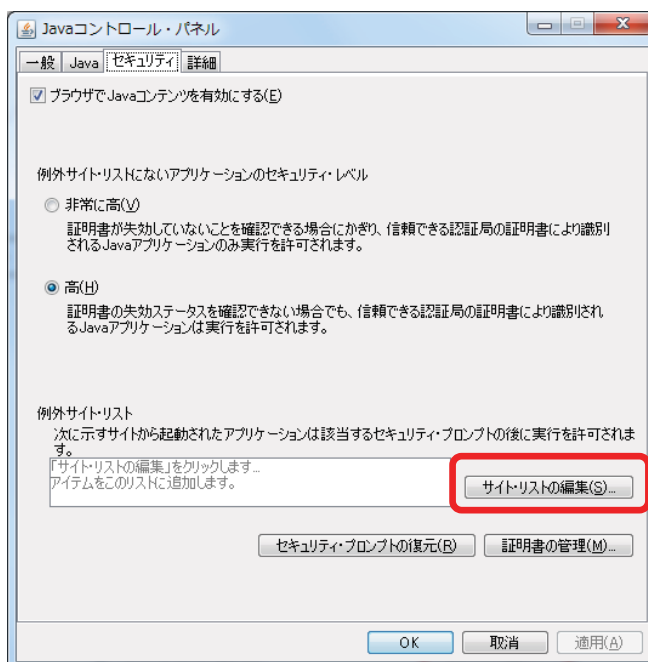 Javaコントロール・パネル
一般 Java セキュリティ 詳細
ブラウザでJavaコンテンツを有効にする(E)
例外サイト・リストにないアプリケーションのセキュリティ・レベル
非常に高(V)
証明書が失効していないことを確認できる場合にかぎり、信頼できる認証局の証明書により識別
されるJavaアプリケーションのみ実行を許可されます。
高(H)
証明書の失効ステータスを確認できない場合でも、信頼できる認証局の証明書により識別され
るJavaアプリケーションは実行を許可されます。
例外サイト・リスト
次に示すサイトから起動されたアプリケーションは該当するセキュリティ・プロンプトの後に実行を許可されま
す。
「サイト・リストの編集」をクリックします...
アイテムをこのリストに追加します。
サイト・リストの編集(S)...
セキュリティ・プロンプトの復元(R) 証明書の管理(M)...
OK 取消 適用(A)